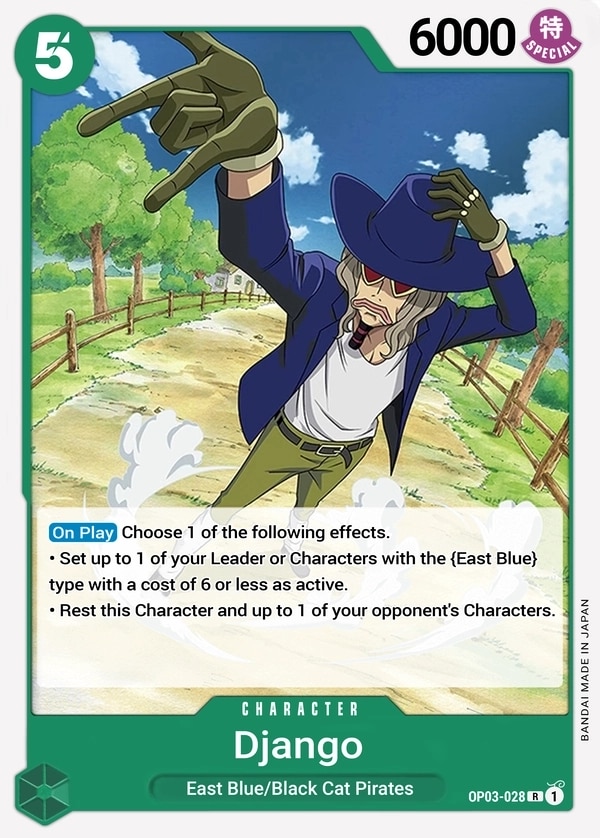 5
6000
特
SPECIAL
On Play Choose 1 of the following effects.
• Set up to 1 of your Leader or Characters with the {East Blue}
type with a cost of 6 or less as active.
• Rest this Character and up to 1 of your opponent's Characters.
BANDAI MADE IN JAPAN
CHARACTER
Django
East Blue/Black Cat Pirates
OP03-028 R 1